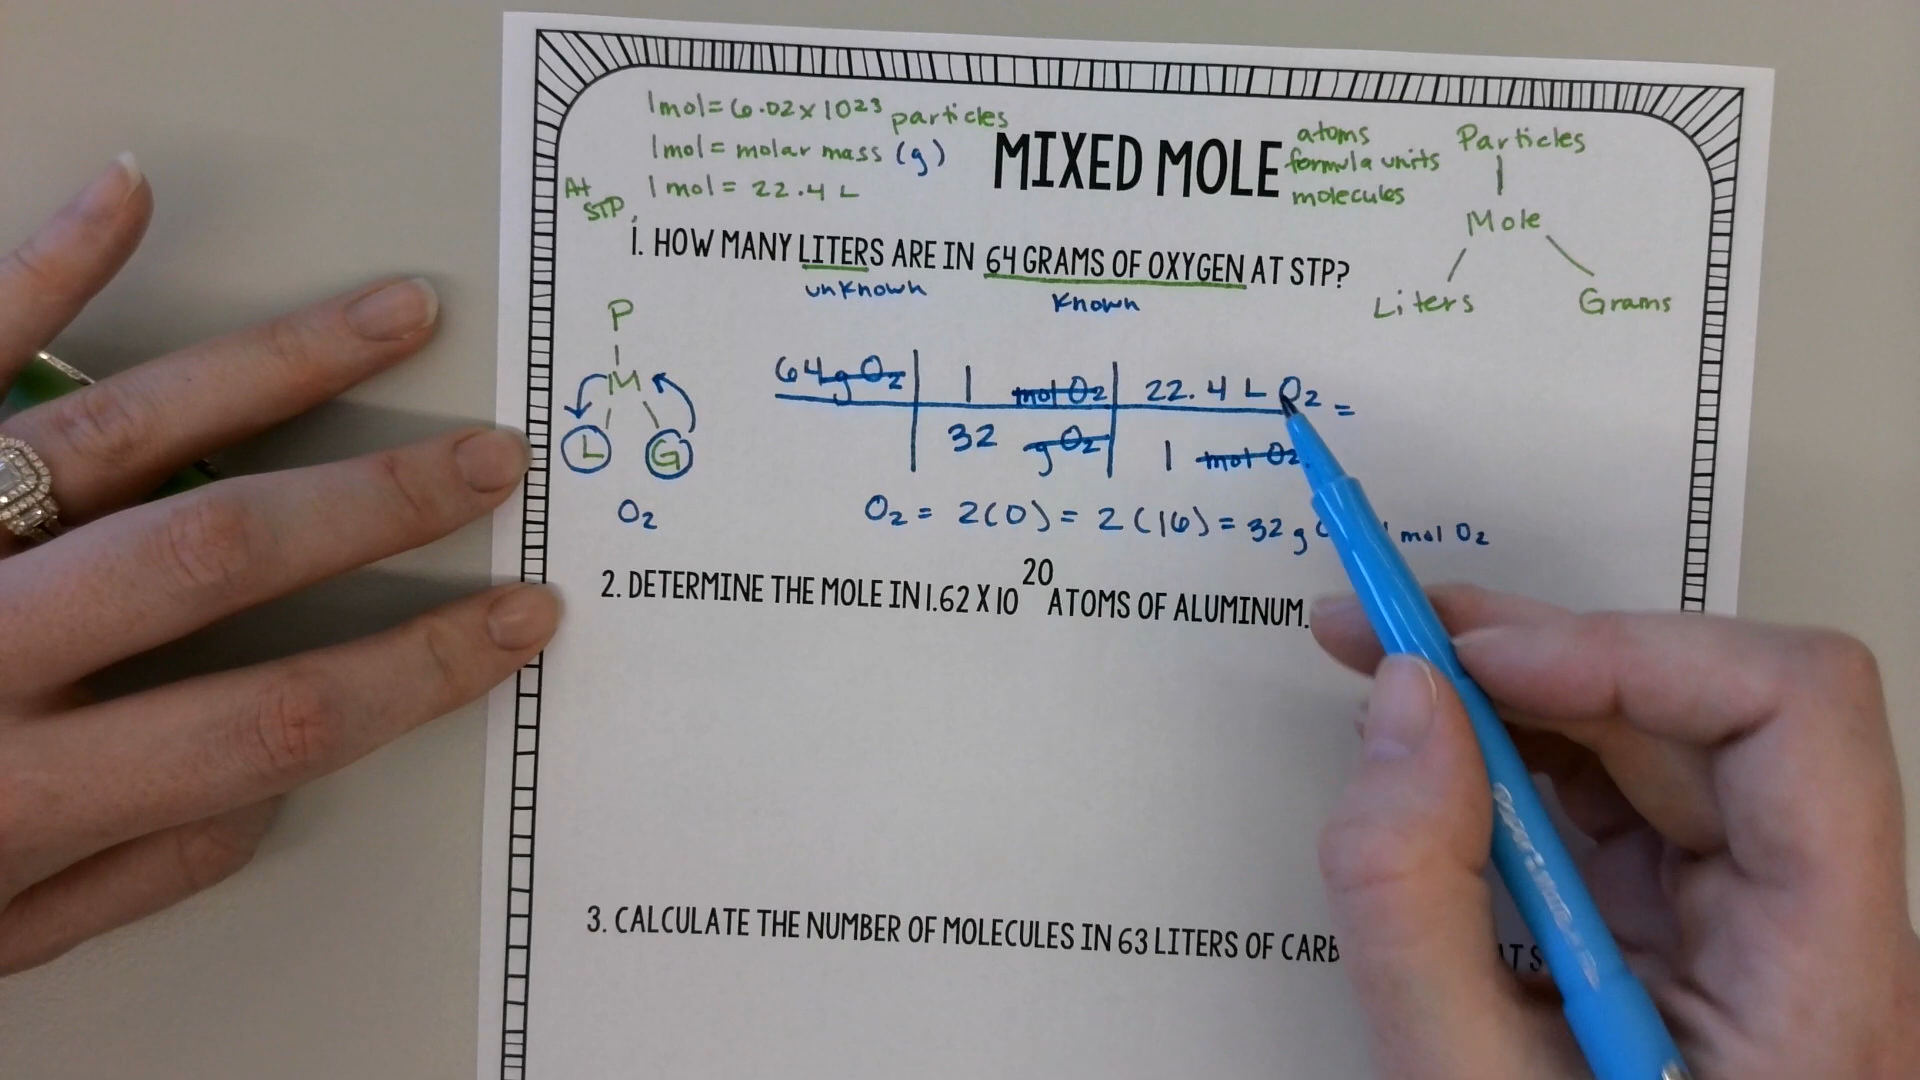 1mol=6.02x10²³ particles
1mol= molar mass (g)
At STP, 1mol= 22.4 L
MIXED MOLE
atoms
formula units
molecules
Particles
Mole
Liters
Grams
1. HOW MANY LITERS ARE IN 64 GRAMS OF OXYGEN AT STP?
unknown
Known
P
M
L G
O₂
64g O₂ 1 mol O₂ 22.4 L O₂ =
32 g O₂ 1 mol O₂
O₂ = 2(O) = 2(16) = 32 g mol O₂
2. DETERMINE THE MOLE IN 1.62 X 10²⁰ ATOMS OF ALUMINUM.
3. CALCULATE THE NUMBER OF MOLECULES IN 63 LITERS OF